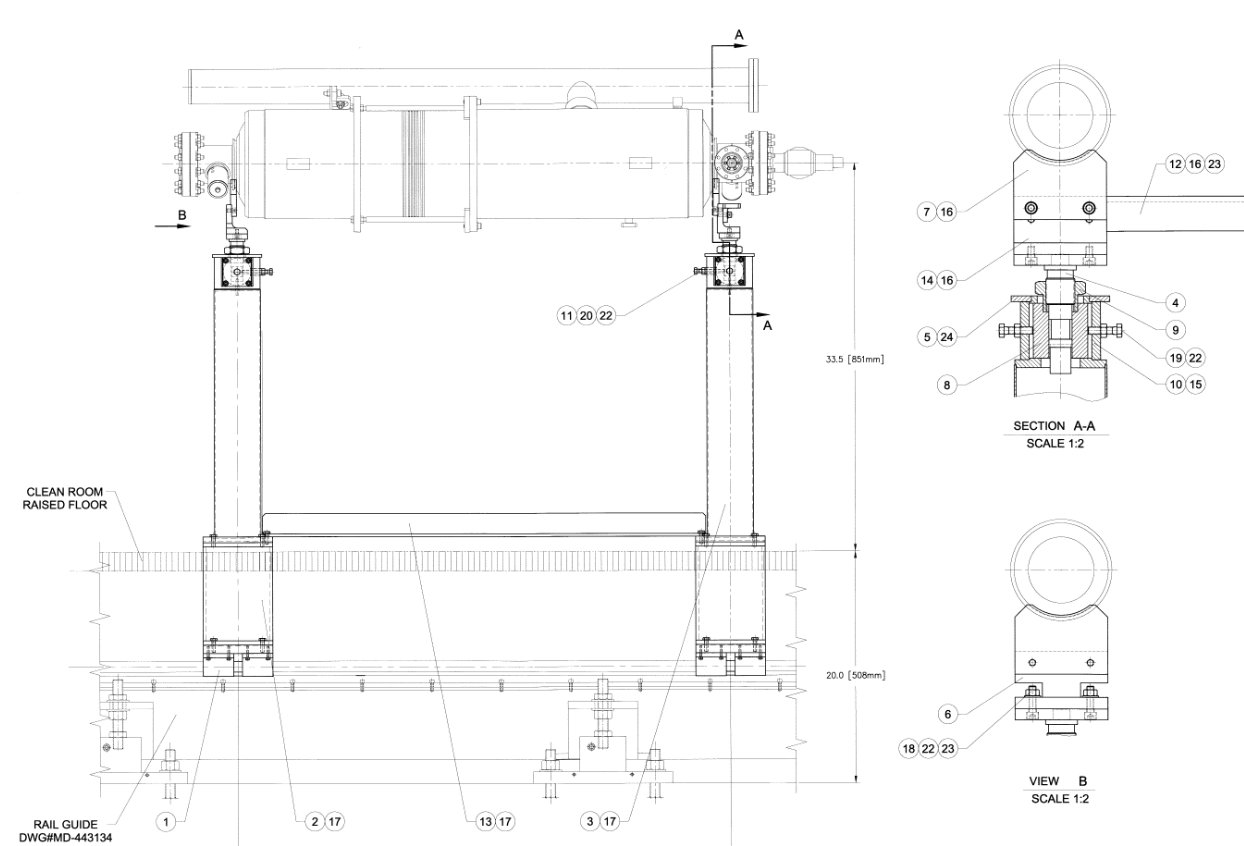 A
B
11 20 22
A
33.5 [851mm]
CLEAN ROOM
RAISED FLOOR
20.0 [508mm]
RAIL GUIDE
DWG#MD-443134
1
2 17
13 17
3 17
12 16 23
7 16
14 16
4
5 24
9
19 22
8
10 15
SECTION A-A
SCALE 1:2
6
18 22 23
VIEW B
SCALE 1:2